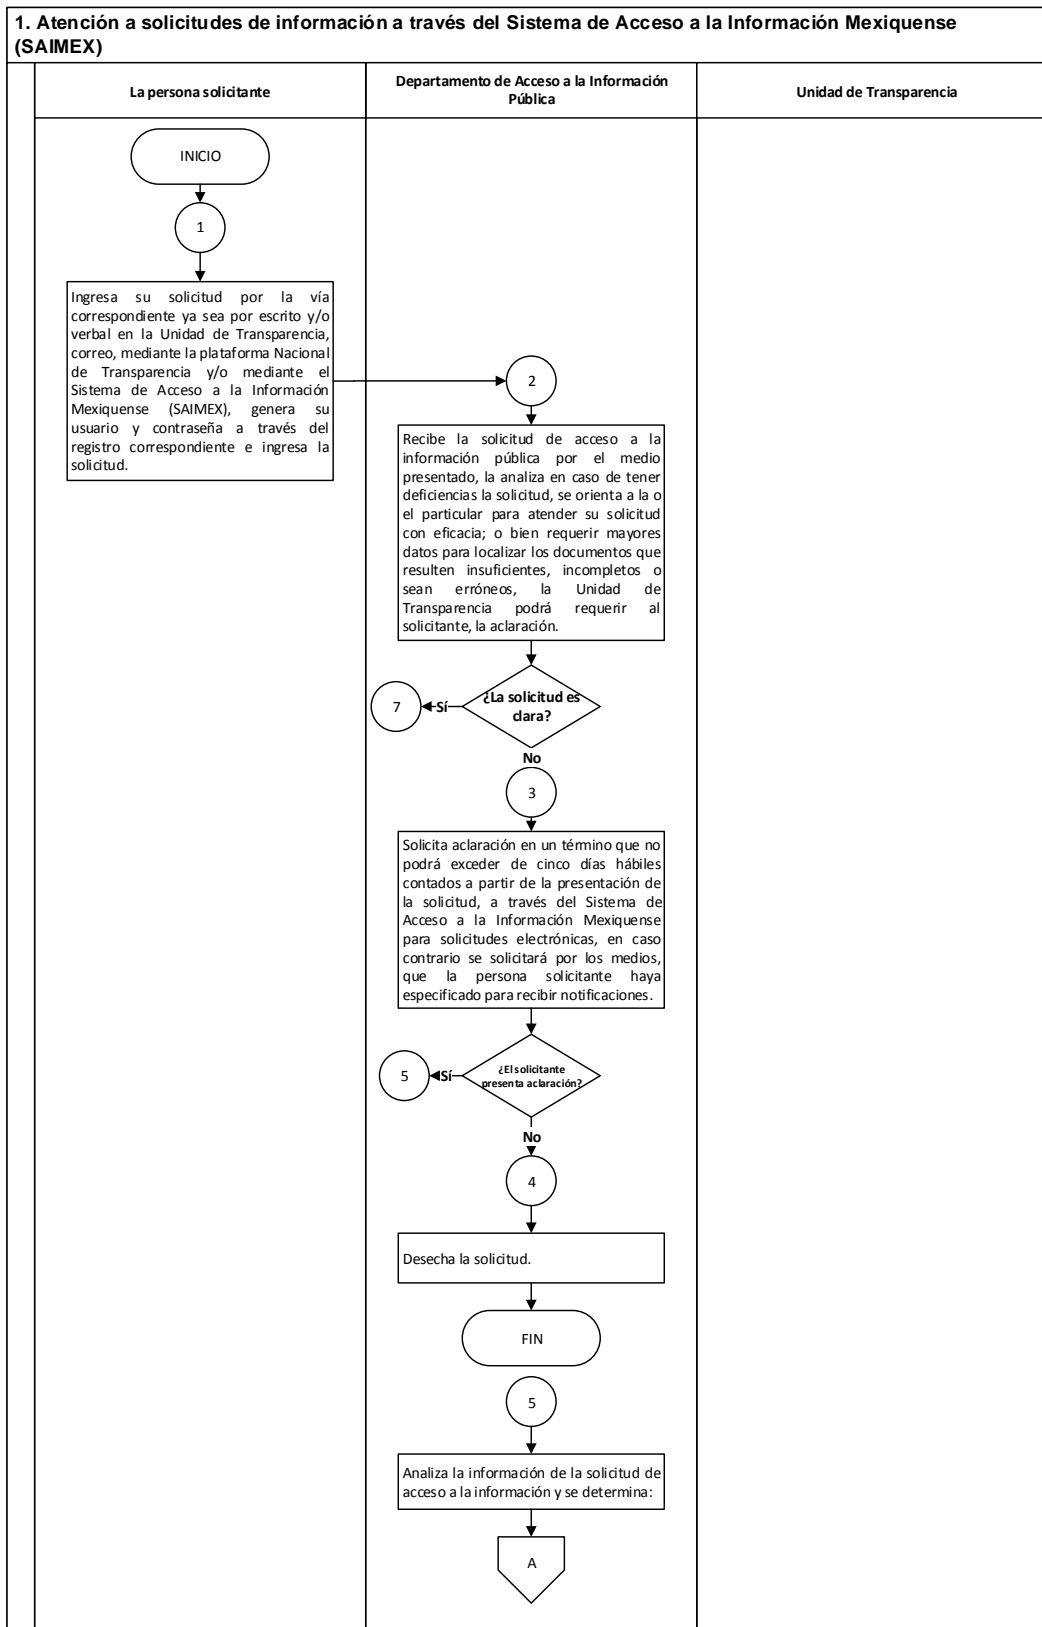 1. Atención a solicitudes de información a través del Sistema de Acceso a la Información Mexiquense
(SAIMEX)
La persona solicitante
Departamento de Acceso a la Información
Pública
Unidad de Transparencia
INICIO
1
Ingresa su solicitud por la vía
correspondiente ya sea por escrito y/o
verbal en la Unidad de Transparencia,
correo, mediante la plataforma Nacional
de Transparencia y/o mediante el
Sistema de Acceso a la Información
Mexiquense (SAIMEX), genera su
usuario y contraseña a través del
registro correspondiente e ingresa la
solicitud.
2
Recibe la solicitud de acceso a la
información pública por el medio
presentado, la analiza en caso de tener
deficiencias la solicitud, se orienta a la o
el particular para atender su solicitud
con eficacia; o bien requerir mayores
datos para localizar los documentos que
resulten insuficientes, incompletos o
sean erróneos, la Unidad de
Transparencia podrá requerir al
solicitante, la aclaración.
¿La solicitud es
clara?
Sí
7
No
3
Solicita aclaración en un término que no
podrá exceder de cinco días hábiles
contados a partir de la presentación de
la solicitud, a través del Sistema de
Acceso a la Información Mexiquense
para solicitudes electrónicas, en caso
contrario se solicitará por los medios,
que la persona solicitante haya
especificado para recibir notificaciones.
¿El solicitante
presenta aclaración?
Sí
5
No
4
Desecha la solicitud.
FIN
5
Analiza la información de la solicitud de
acceso a la información y se determina:
A